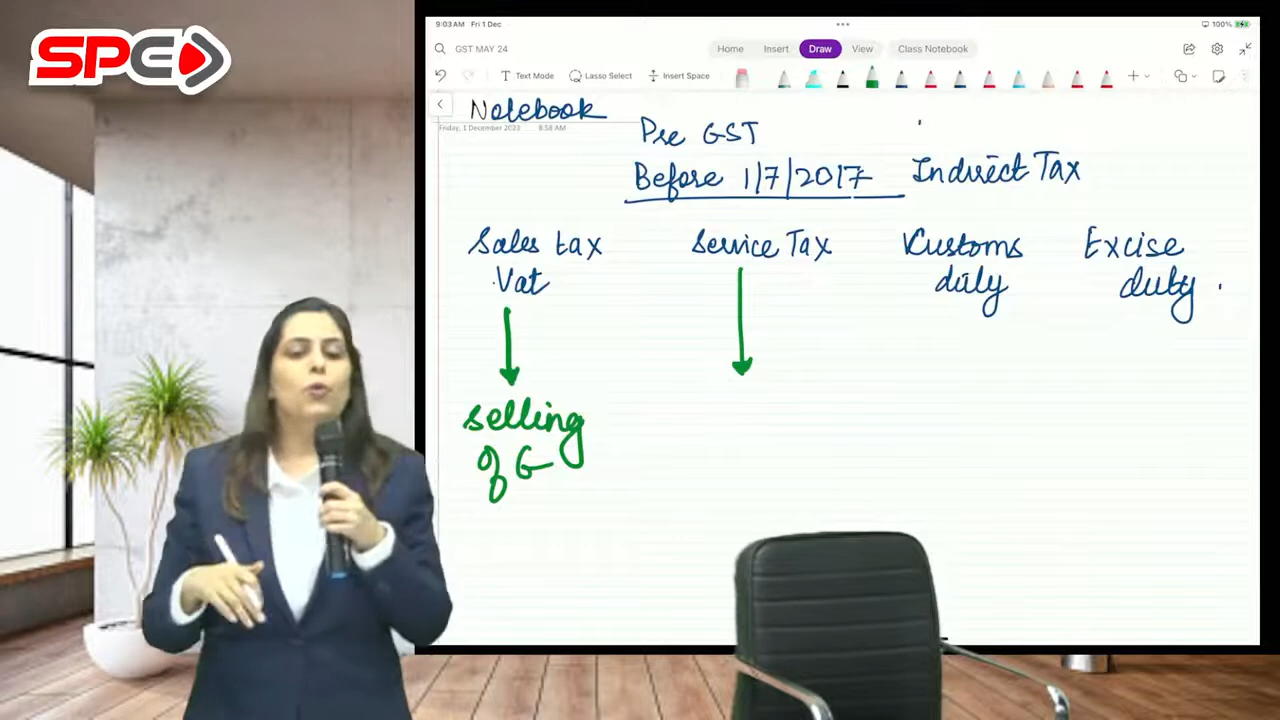 SPED
9:03 AM Fri 1 Dec
100%
GST MAY 24
Home Insert Draw View Class Notebook
Text Mode Lasso Select Insert Space
Notebook
Friday, 1 December 2023 8:58 AM
Pre GST
Before 1/7/2017 Indirect Tax
Sales tax Service Tax Customs Excise
Vat duty duty
selling
of G